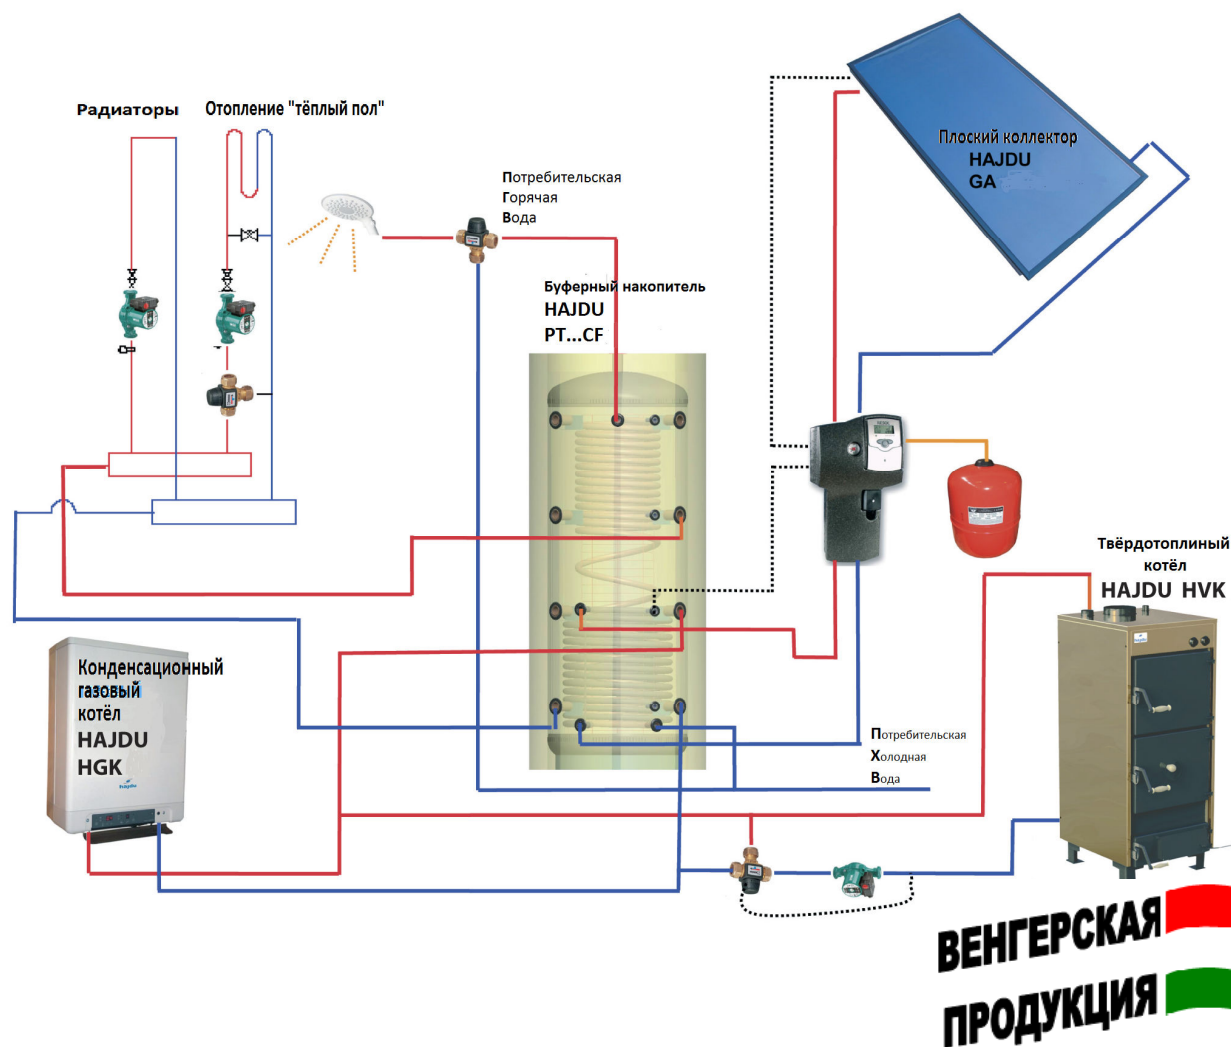 Радиаторы
Отопление "тёплый пол"
Потребительская
Горячая
Вода
Плоский коллектор
HAJDU
GA
Буферный накопитель
HAJDU
PT...CF
Твёрдотоплиный
котёл
HAJDU HVK
Конденсационный
газовый
котёл
HAJDU
HGK
hajdu
Потребительская
Холодная
Вода
ВЕНГЕРСКАЯ
ПРОДУКЦИЯ